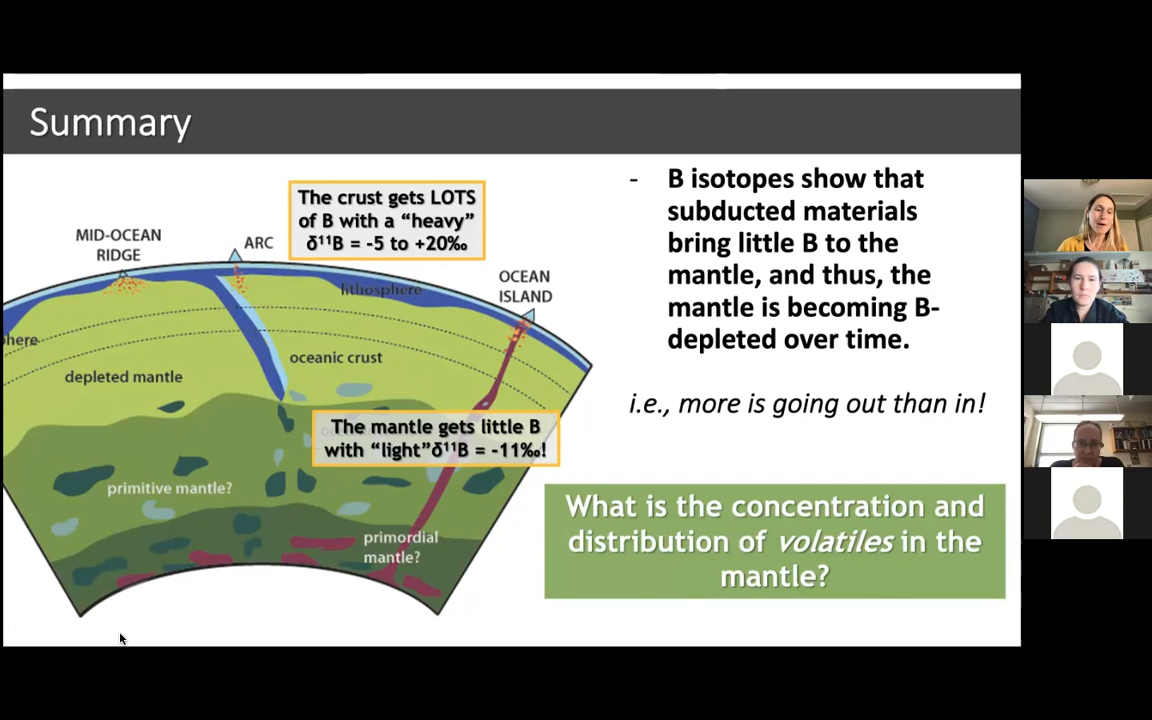 Summary
The crust gets LOTS
of B with a “heavy”
δ¹¹B = -5 to +20‰
MID-OCEAN
RIDGE
ARC
OCEAN
ISLAND
lithosphere
here
oceanic crust
depleted mantle
The mantle gets little B
with “light”δ¹¹B = -11‰!
primitive mantle?
primordial
mantle?
- B isotopes show that
subducted materials
bring little B to the
mantle, and thus, the
mantle is becoming B-
depleted over time.
i.e., more is going out than in!
What is the concentration and
distribution of volatiles in the
mantle?